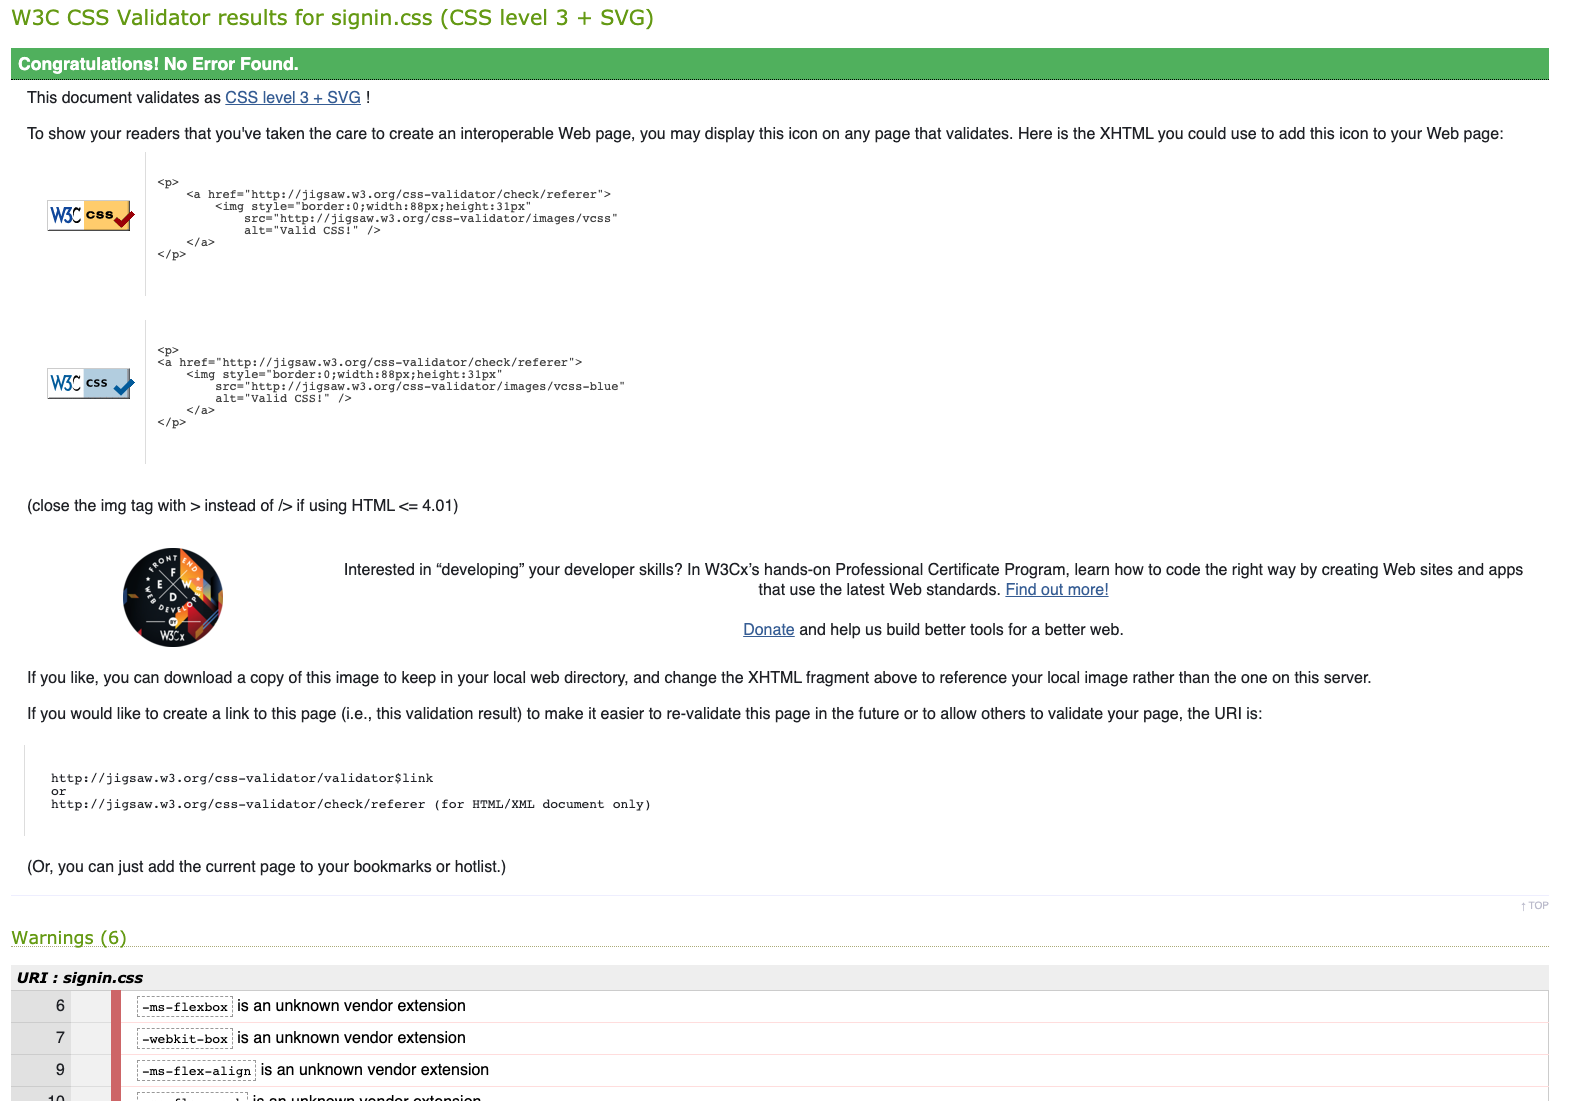 W3C CSS Validator results for signin.css (CSS level 3 + SVG)
Congratulations! No Error Found.
This document validates as CSS level 3 + SVG !
To show your readers that you've taken the care to create an interoperable Web page, you may display this icon on any page that validates. Here is the XHTML you could use to add this icon to your Web page:
W3C css
<p>
<a href="http://jigsaw.w3.org/css-validator/check/referer">
<img style="border:0;width:88px;height:31px"
src="http://jigsaw.w3.org/css-validator/images/vcss"
alt="Valid CSS!" />
</a>
</p>
W3C css
<p>
<a href="http://jigsaw.w3.org/css-validator/check/referer">
<img style="border:0;width:88px;height:31px"
src="http://jigsaw.w3.org/css-validator/images/vcss-blue"
alt="Valid CSS!" />
</a>
</p>
(close the img tag with > instead of /> if using HTML <= 4.01)
FRONT END
F
E W
D
WEB DEVELOPER
BY
W3Cx
Interested in “developing” your developer skills? In W3Cx’s hands-on Professional Certificate Program, learn how to code the right way by creating Web sites and apps
that use the latest Web standards. Find out more!
Donate and help us build better tools for a better web.
If you like, you can download a copy of this image to keep in your local web directory, and change the XHTML fragment above to reference your local image rather than the one on this server.
If you would like to create a link to this page (i.e., this validation result) to make it easier to re-validate this page in the future or to allow others to validate your page, the URI is:
http://jigsaw.w3.org/css-validator/validator$link
or
http://jigsaw.w3.org/css-validator/check/referer (for HTML/XML document only)
(Or, you can just add the current page to your bookmarks or hotlist.)
↑ TOP
Warnings (6)
URI : signin.css
6 -ms-flexbox is an unknown vendor extension
7 -webkit-box is an unknown vendor extension
9 -ms-flex-align is an unknown vendor extension
10 is an unknown vendor extension